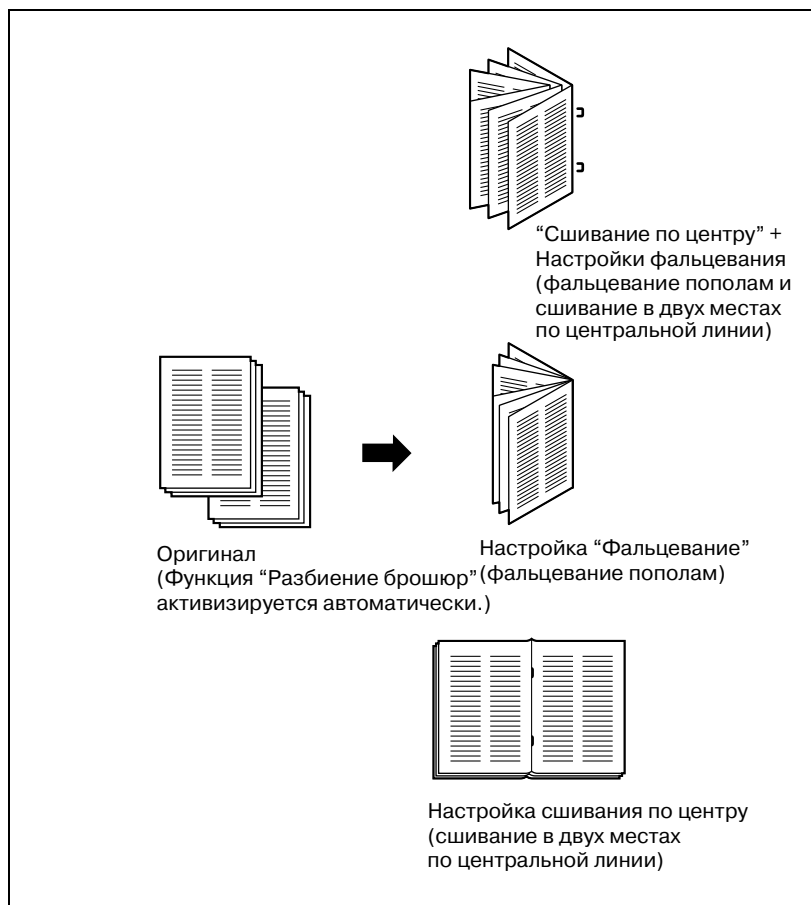 “Сшивание по центру” +
Настройки фальцевания
(фальцевание пополам и
сшивание в двух местах
по центральной линии)
Оригинал
(Функция “Разбиение брошюр”
активизируется автоматически.)
Настройка “Фальцевание”
(фальцевание пополам)
Настройка сшивания по центру
(сшивание в двух местах
по центральной линии)